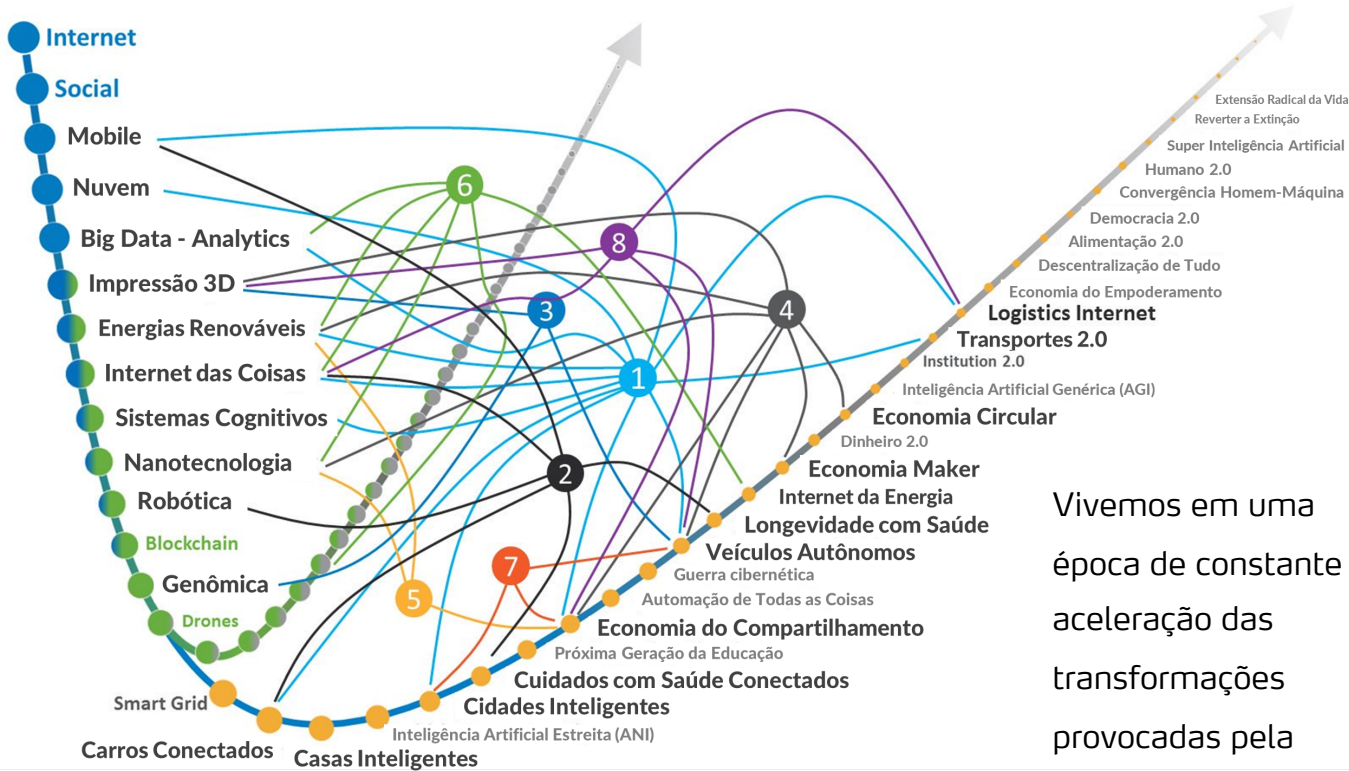 Internet
Social
Mobile
Nuvem
Big Data - Analytics
Impressão 3D
Energias Renováveis
Internet das Coisas
Sistemas Cognitivos
Nanotecnologia
Robótica
Blockchain
Genômica
Drones
Smart Grid
Carros Conectados
Casas Inteligentes
Inteligência Artificial Estreita (ANI)
Cidades Inteligentes
Cuidados com Saúde Conectados
Próxima Geração da Educação
Economia do Compartilhamento
Automação de Todas as Coisas
Guerra cibernética
Veículos Autônomos
Longevidade com Saúde
Internet da Energia
Economia Maker
Dinheiro 2.0
Economia Circular
Inteligência Artificial Genérica (AGI)
Institution 2.0
Transportes 2.0
Logistics Internet
Economia do Empoderamento
Descentralização de Tudo
Alimentação 2.0
Democracia 2.0
Convergência Homem-Máquina
Humano 2.0
Super Inteligência Artificial
Reverter a Extinção
Extensão Radical da Vida
6
8
3
4
1
2
7
5
Vivemos em uma
época de constante
aceleração das
transformações
provocadas pela